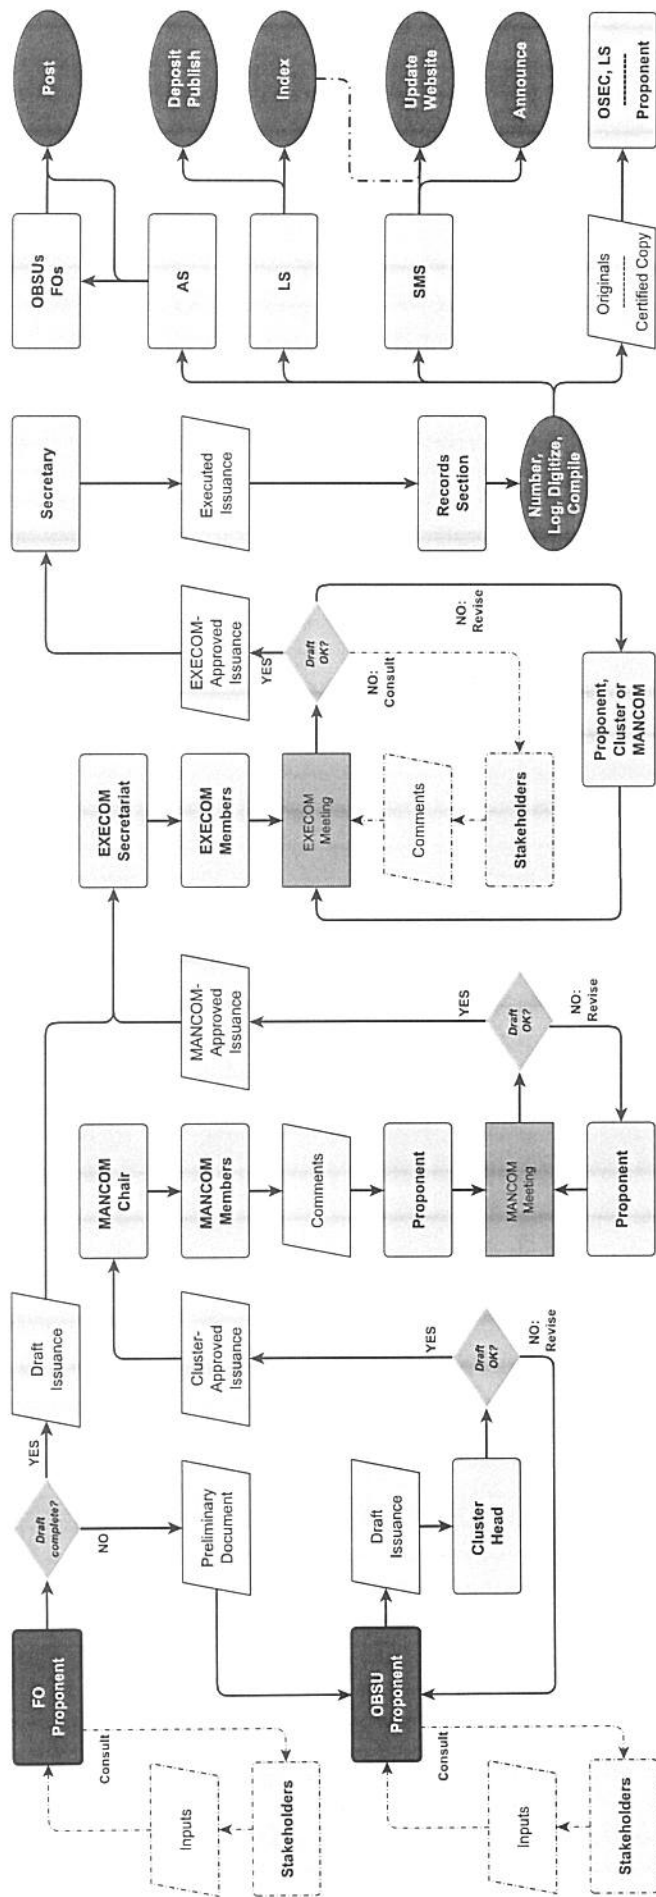 FO
Proponent
Consult
Inputs
Stakeholders
Draft
complete?
YES
NO
Draft
Issuance
Preliminary
Document
OBSU
Proponent
Consult
Inputs
Stakeholders
Draft
Issuance
Cluster
Head
Draft
OK?
YES
NO:
Revise
Cluster-
Approved
Issuance
MANCOM
Chair
MANCOM
Members
Comments
Proponent
MANCOM
Meeting
Proponent
Draft
OK?
YES
NO:
Revise
MANCOM-
Approved
Issuance
EXECOM
Secretariat
EXECOM
Members
EXECOM
Meeting
Comments
Stakeholders
Draft
OK?
YES
NO:
Consult
NO:
Revise
Proponent,
Cluster or
MANCOM
EXECOM-
Approved
Issuance
Secretary
Executed
Issuance
Records
Section
Number,
Log, Digitize,
Compile
OBSUs
FOs
AS
LS
SMS
Originals
Certified Copy
Post
Deposit
Publish
Index
Update
Website
Announce
OSEC, LS
Proponent